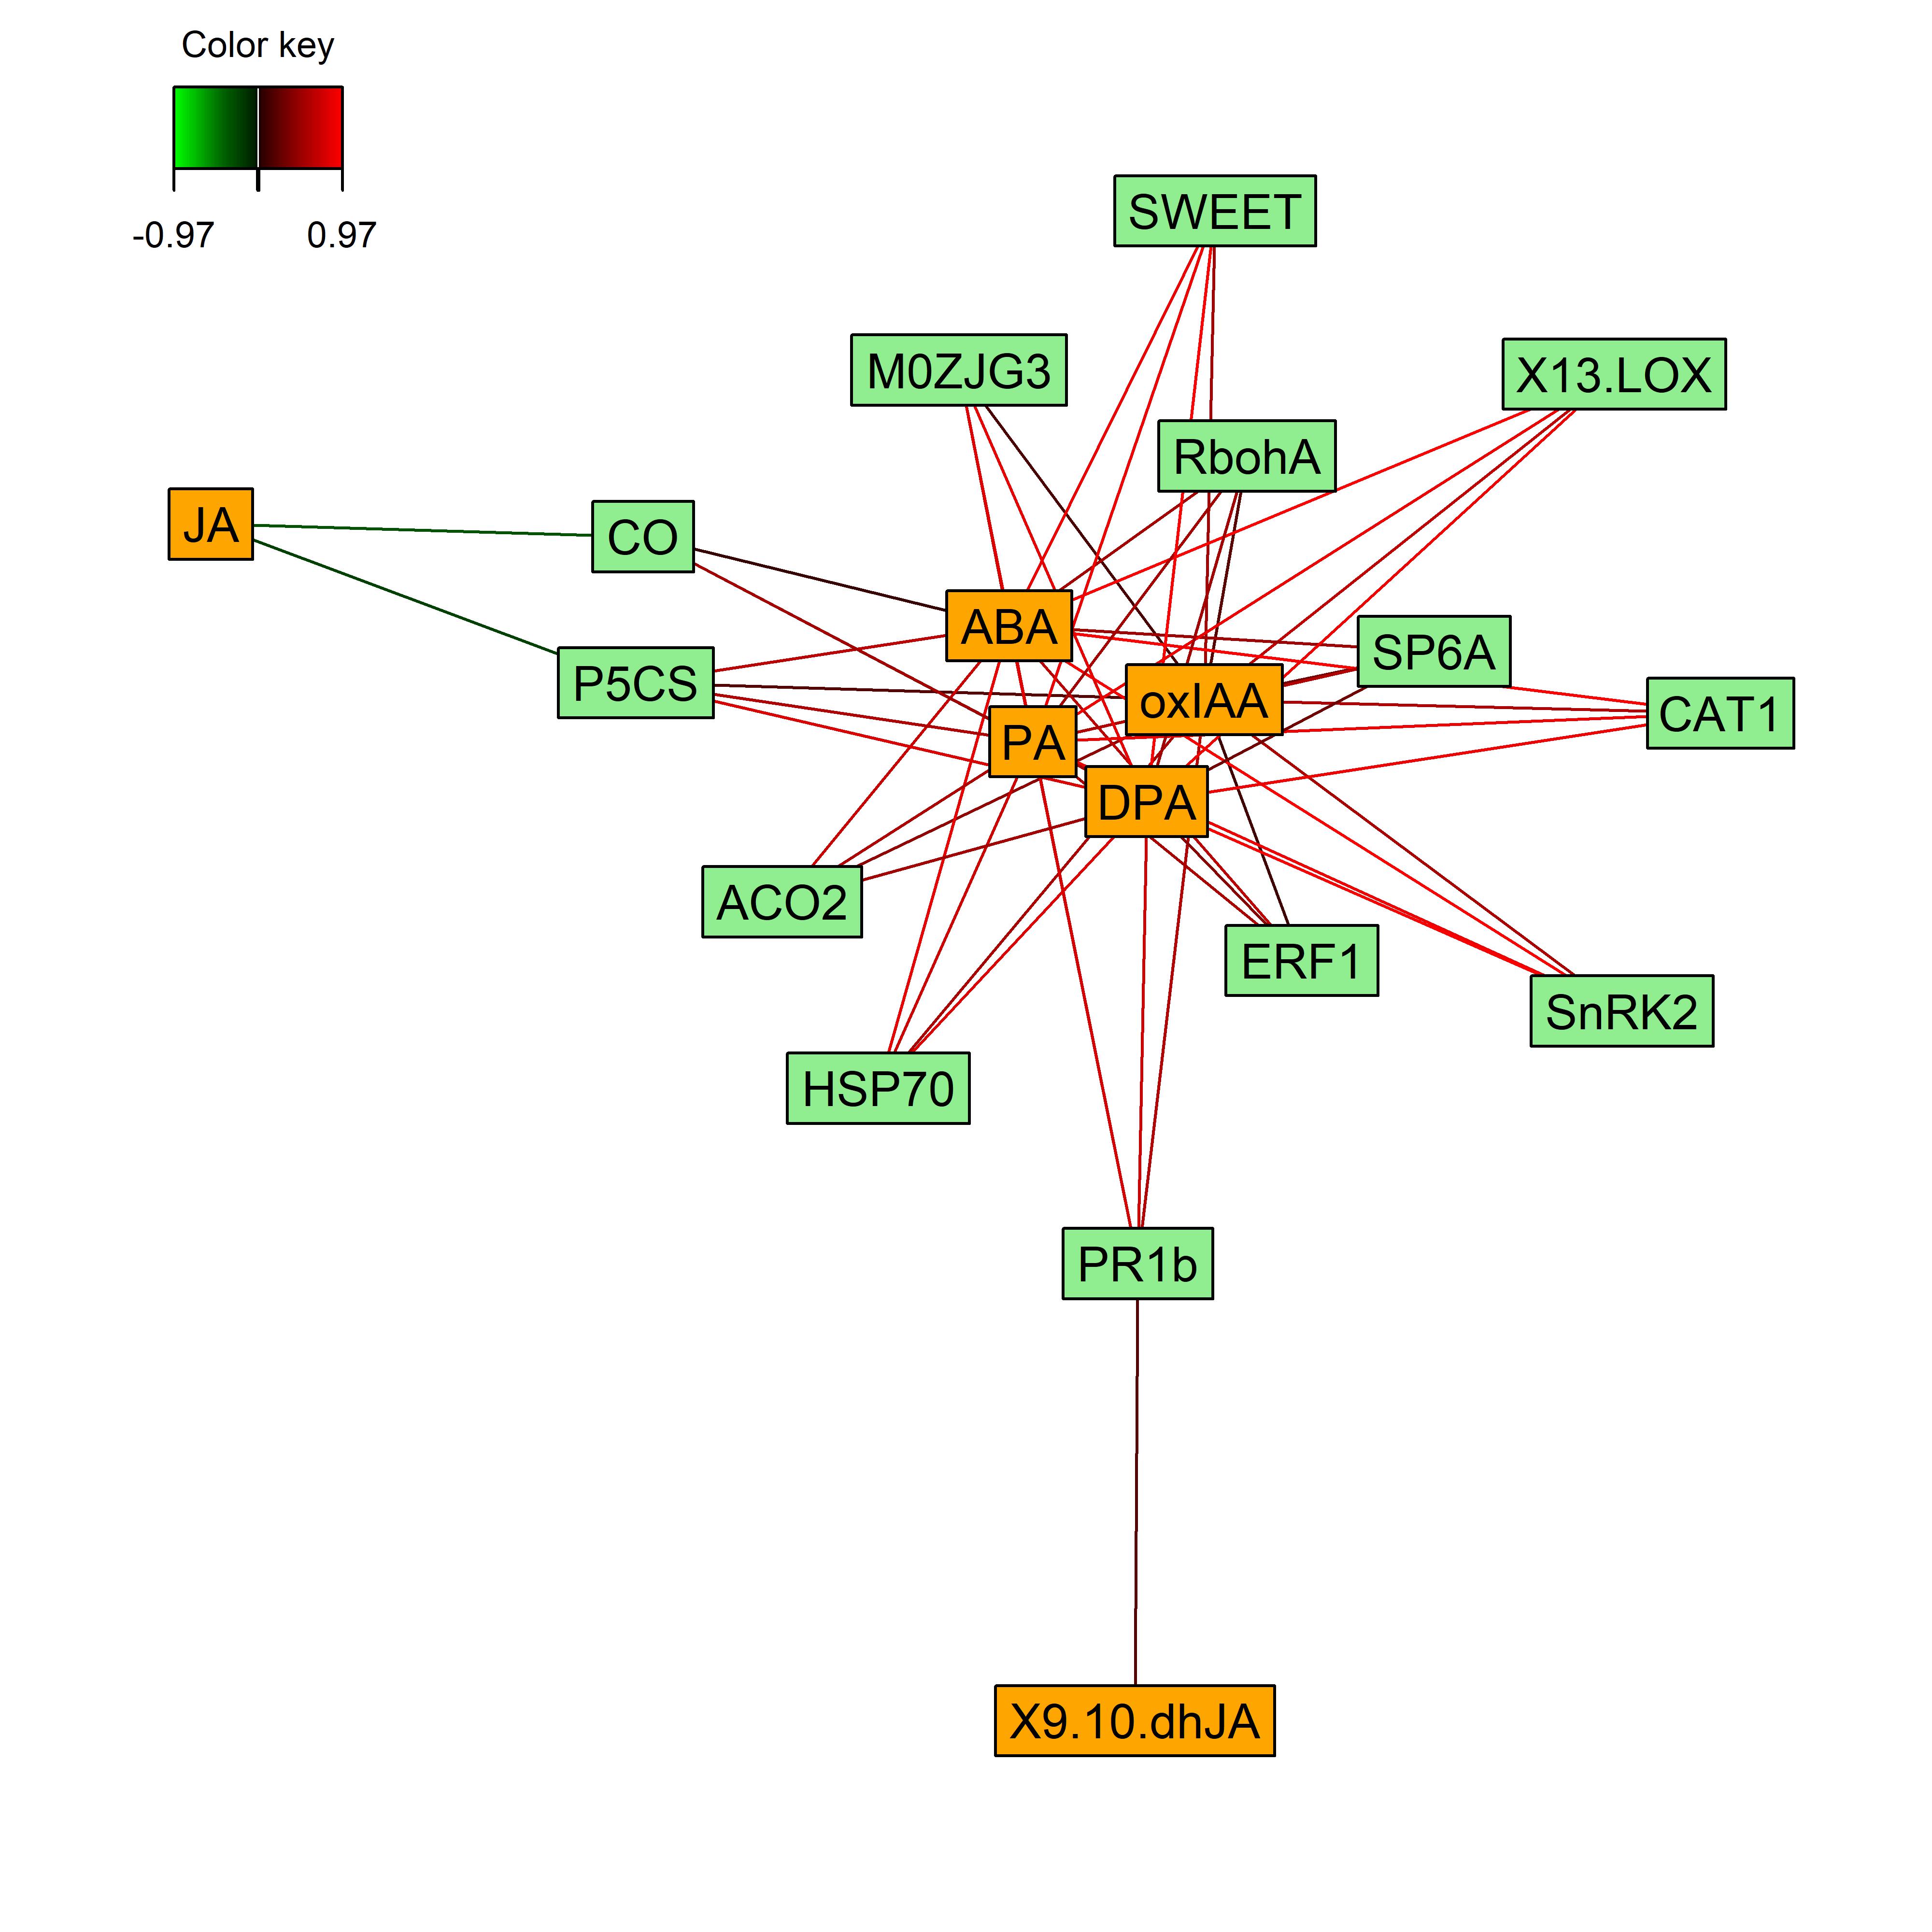 Color key
-0.97 0.97
SWEET
M0ZJG3
X13.LOX
RbohA
JA
CO
ABA
SP6A
P5CS
oxIAA
CAT1
PA
DPA
ACO2
ERF1
SnRK2
HSP70
PR1b
X9.10.dhJA